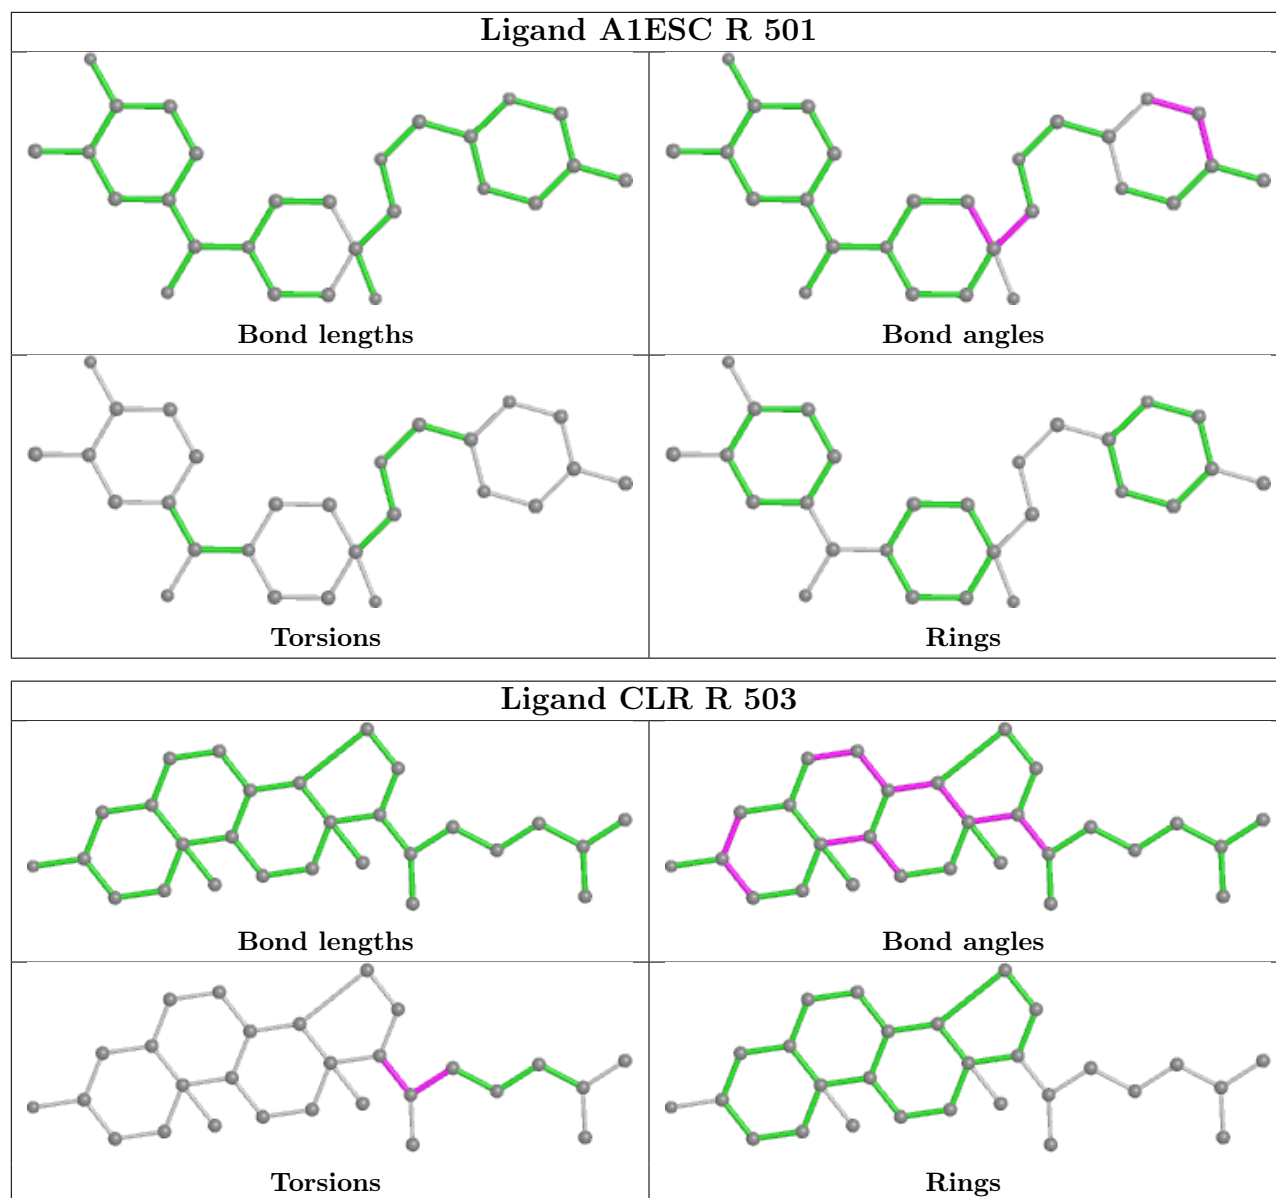 Ligand A1ESC R 501
Bond lengths
Bond angles
Torsions
Rings
Ligand CLR R 503
Bond lengths
Bond angles
Torsions
Rings